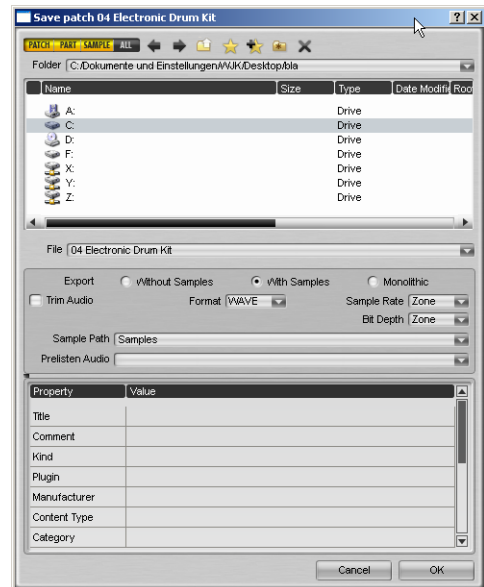 Save patch 04 Electronic Drum Kit
PATCH PART SAMPLE ALL
Folder C:/Dokumente und Einstellungen/WJK/Desktop/bla
Name Size Type Date Modifi Roo
A: Drive
C: Drive
D: Drive
F: Drive
X: Drive
Y: Drive
Z: Drive
File 04 Electronic Drum Kit
Export Without Samples With Samples Monolithic
Trim Audio Format WAVE Sample Rate Zone
Bit Depth Zone
Sample Path Samples
Prelisten Audio
Property Value
Title
Comment
Kind
Plugin
Manufacturer
Content Type
Category
Cancel OK